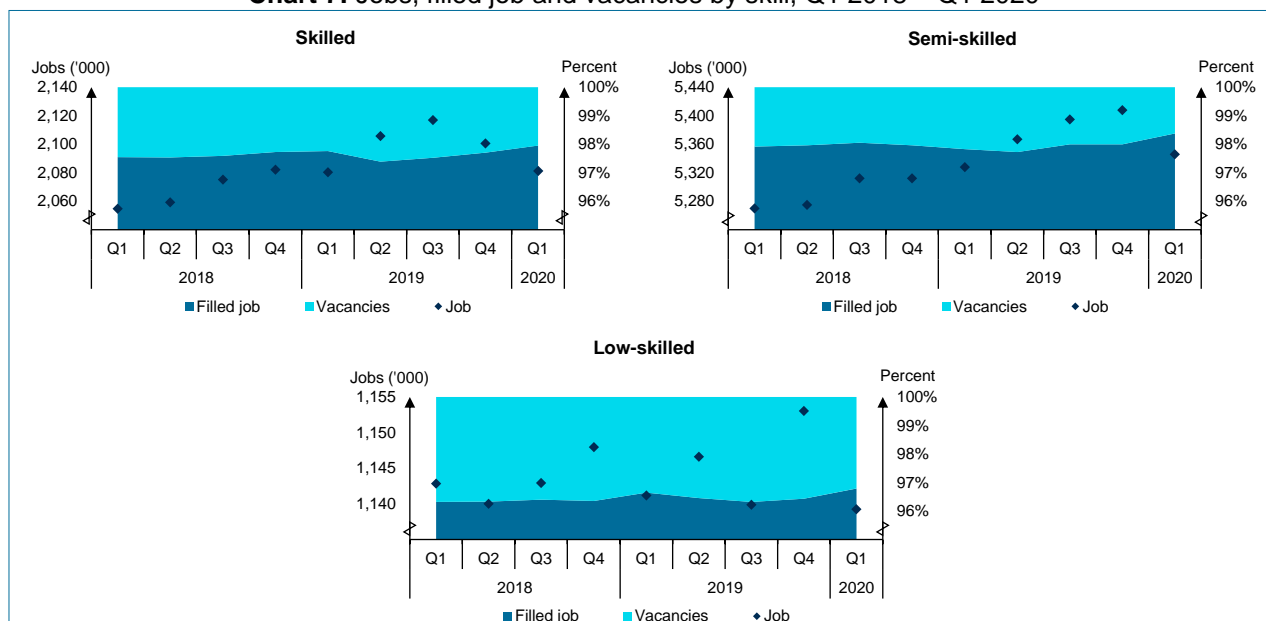 Skilled
Jobs ('000)
Percent
2,140
2,120
2,100
2,080
2,060
100%
99%
98%
97%
96%
Q1 Q2 Q3 Q4 Q1 Q2 Q3 Q4 Q1
2018 2019 2020
Filled job Vacancies Job
Semi-skilled
Jobs ('000)
Percent
5,440
5,400
5,360
5,320
5,280
100%
99%
98%
97%
96%
Q1 Q2 Q3 Q4 Q1 Q2 Q3 Q4 Q1
2018 2019 2020
Filled job Vacancies Job
Low-skilled
Jobs ('000)
Percent
1,155
1,150
1,145
1,140
100%
99%
98%
97%
96%
Q1 Q2 Q3 Q4 Q1 Q2 Q3 Q4 Q1
2018 2019 2020
Filled job Vacancies Job